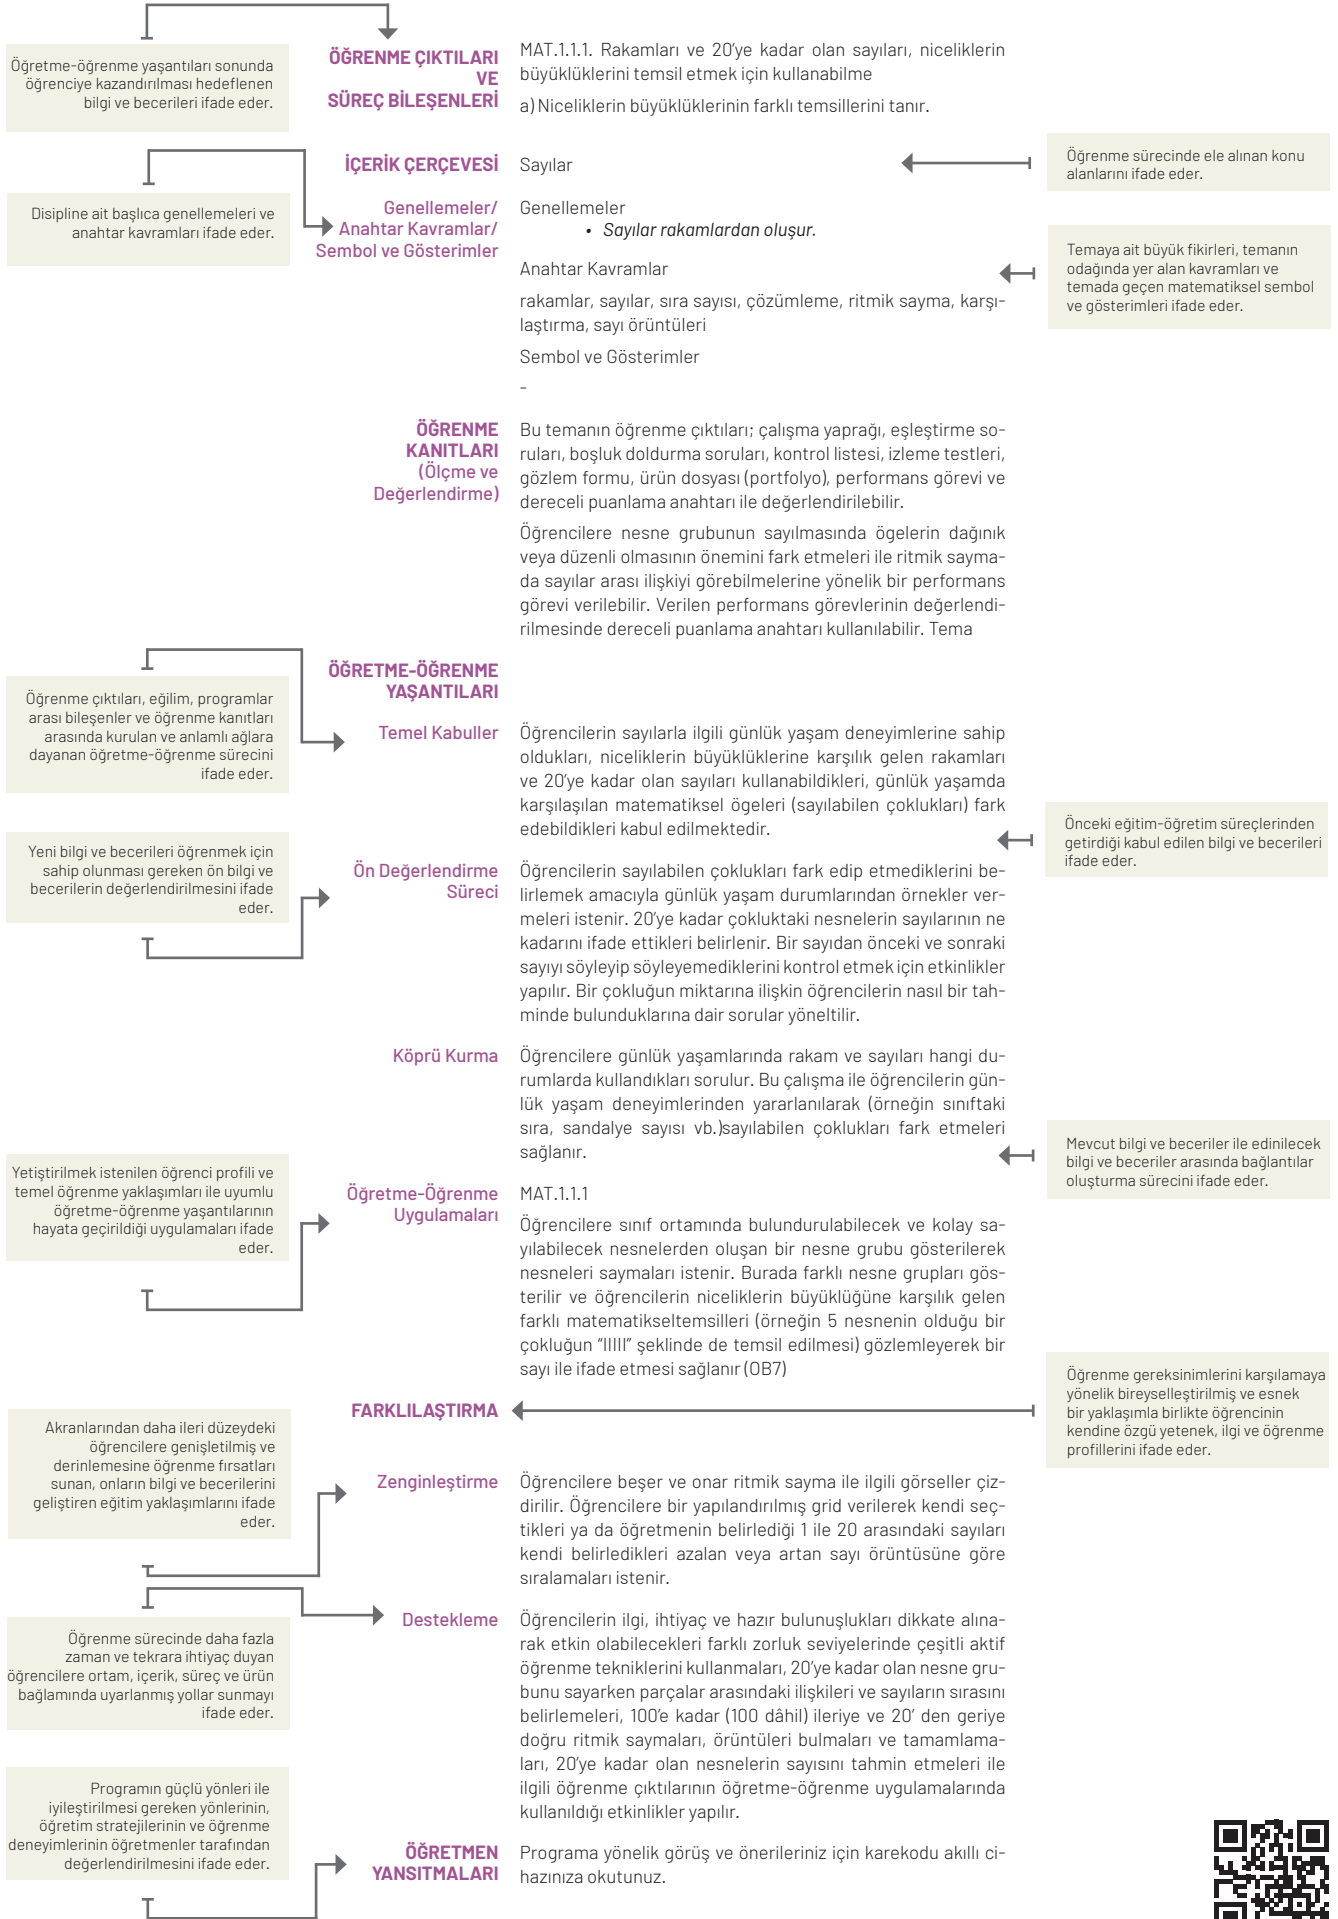 Öğretme-öğrenme yaşantıları sonunda
öğrenciye kazandırılması hedeflenen
bilgi ve becerileri ifade eder.
ÖĞRENME ÇIKTILARI
VE
SÜREÇ BİLEŞENLERİ
MAT.1.1.1. Rakamları ve 20’ye kadar olan sayıları, niceliklerin
büyüklüklerini temsil etmek için kullanabilme
a) Niceliklerin büyüklüklerinin farklı temsillerini tanır.
İÇERİK ÇERÇEVESİ
Sayılar
Öğrenme sürecinde ele alınan konu
alanlarını ifade eder.
Disipline ait başlıca genellemeleri ve
anahtar kavramları ifade eder.
Genellemeler/
Anahtar Kavramlar/
Sembol ve Gösterimler
Genellemeler
• Sayılar rakamlardan oluşur.
Anahtar Kavramlar
rakamlar, sayılar, sıra sayısı, çözümleme, ritmik sayma, karşı-
laştırma, sayı örüntüleri
Sembol ve Gösterimler
-
Temaya ait büyük fikirleri, temanın
odağında yer alan kavramları ve
temada geçen matematiksel sembol
ve gösterimleri ifade eder.
ÖĞRENME
KANITLARI
(Ölçme ve
Değerlendirme)
Bu temanın öğrenme çıktıları; çalışma yaprağı, eşleştirme so-
ruları, boşluk doldurma soruları, kontrol listesi, izleme testleri,
gözlem formu, ürün dosyası (portfolyo), performans görevi ve
dereceli puanlama anahtarı ile değerlendirilebilir.
Öğrencilere nesne grubunun sayılmasında ögelerin dağınık
veya düzenli olmasının önemini fark etmeleri ile ritmik sayma-
da sayılar arası ilişkiyi görebilmelerine yönelik bir performans
görevi verilebilir. Verilen performans görevlerinin değerlendi-
rilmesinde dereceli puanlama anahtarı kullanılabilir. Tema
ÖĞRETME-ÖĞRENME
YAŞANTILARI
Öğrenme çıktıları, eğilim, programlar
arası bileşenler ve öğrenme kanıtları
arasında kurulan ve anlamlı ağlara
dayanan öğretme-öğrenme sürecini
ifade eder.
Temel Kabuller
Öğrencilerin sayılarla ilgili günlük yaşam deneyimlerine sahip
oldukları, niceliklerin büyüklüklerine karşılık gelen rakamları
ve 20’ye kadar olan sayıları kullanabildikleri, günlük yaşamda
karşılaşılan matematiksel ögeleri (sayılabilen çoklukları) fark
edebildikleri kabul edilmektedir.
Önceki eğitim-öğretim süreçlerinden
getirdiği kabul edilen bilgi ve becerileri
ifade eder.
Yeni bilgi ve becerileri öğrenmek için
sahip olunması gereken ön bilgi ve
becerilerin değerlendirilmesini ifade
eder.
Ön Değerlendirme
Süreci
Öğrencilerin sayılabilen çoklukları fark edip etmediklerini be-
lirlemek amacıyla günlük yaşam durumlarından örnekler ver-
meleri istenir. 20’ye kadar çokluktaki nesnelerin sayılarının ne
kadarını ifade ettikleri belirlenir. Bir sayıdan önceki ve sonraki
sayıyı söyleyip söyleyemediklerini kontrol etmek için etkinlikler
yapılır. Bir çokluğun miktarına ilişkin öğrencilerin nasıl bir tah-
minde bulunduklarına dair sorular yöneltilir.
Köprü Kurma
Öğrencilere günlük yaşamlarında rakam ve sayıları hangi du-
rumlarda kullandıkları sorulur. Bu çalışma ile öğrencilerin gün-
lük yaşam deneyimlerinden yararlanılarak (örneğin sınıftaki
sıra, sandalye sayısı vb.)sayılabilen çoklukları fark etmeleri
sağlanır.
Mevcut bilgi ve beceriler ile edinilecek
bilgi ve beceriler arasında bağlantılar
oluşturma sürecini ifade eder.
Yetiştirilmek istenilen öğrenci profili ve
temel öğrenme yaklaşımları ile uyumlu
öğretme-öğrenme yaşantılarının
hayata geçirildiği uygulamaları ifade
eder.
Öğretme-Öğrenme
Uygulamaları
MAT.1.1.1
Öğrencilere sınıf ortamında bulundurulabilecek ve kolay sa-
yılabilecek nesnelerden oluşan bir nesne grubu gösterilerek
nesneleri saymaları istenir. Burada farklı nesne grupları gös-
terilir ve öğrencilerin niceliklerin büyüklüğüne karşılık gelen
farklı matematikseltemsilleri (örneğin 5 nesnenin olduğu bir
çokluğun “IIIII” şeklinde de temsil edilmesi) gözlemleyerek bir
sayı ile ifade etmesi sağlanır (OB7)
FARKLILAŞTIRMA
Öğrenme gereksinimlerini karşılamaya
yönelik bireyselleştirilmiş ve esnek
bir yaklaşımla birlikte öğrencinin
kendine özgü yetenek, ilgi ve öğrenme
profillerini ifade eder.
Akranlarından daha ileri düzeydeki
öğrencilere genişletilmiş ve
derinlemesine öğrenme fırsatları
sunan, onların bilgi ve becerilerini
geliştiren eğitim yaklaşımlarını ifade
eder.
Zenginleştirme
Öğrencilere beşer ve onar ritmik sayma ile ilgili görseller çiz-
dirilir. Öğrencilere bir yapılandırılmış grid verilerek kendi seç-
tikleri ya da öğretmenin belirlediği 1 ile 20 arasındaki sayıları
kendi belirledikleri azalan veya artan sayı örüntüsüne göre
sıralamaları istenir.
Öğrenme sürecinde daha fazla
zaman ve tekrara ihtiyaç duyan
öğrencilere ortam, içerik, süreç ve ürün
bağlamında uyarlanmış yollar sunmayı
ifade eder.
Destekleme
Öğrencilerin ilgi, ihtiyaç ve hazır bulunuşlukları dikkate alına-
rak etkin olabilecekleri farklı zorluk seviyelerinde çeşitli aktif
öğrenme tekniklerini kullanmaları, 20’ye kadar olan nesne gru-
bunu sayarken parçalar arasındaki ilişkileri ve sayıların sırasını
belirlemeleri, 100’e kadar (100 dâhil) ileriye ve 20’ den geriye
doğru ritmik saymaları, örüntüleri bulmaları ve tamamlama-
ları, 20’ye kadar olan nesnelerin sayısını tahmin etmeleri ile
ilgili öğrenme çıktılarının öğretme-öğrenme uygulamalarında
kullanıldığı etkinlikler yapılır.
Programın güçlü yönleri ile
iyileştirilmesi gereken yönlerinin,
öğretim stratejilerinin ve öğrenme
deneyimlerinin öğretmenler tarafından
değerlendirilmesini ifade eder.
ÖĞRETMEN
YANSITMALARI
Programa yönelik görüş ve önerileriniz için karekodu akıllı ci-
hazınıza okutunuz.